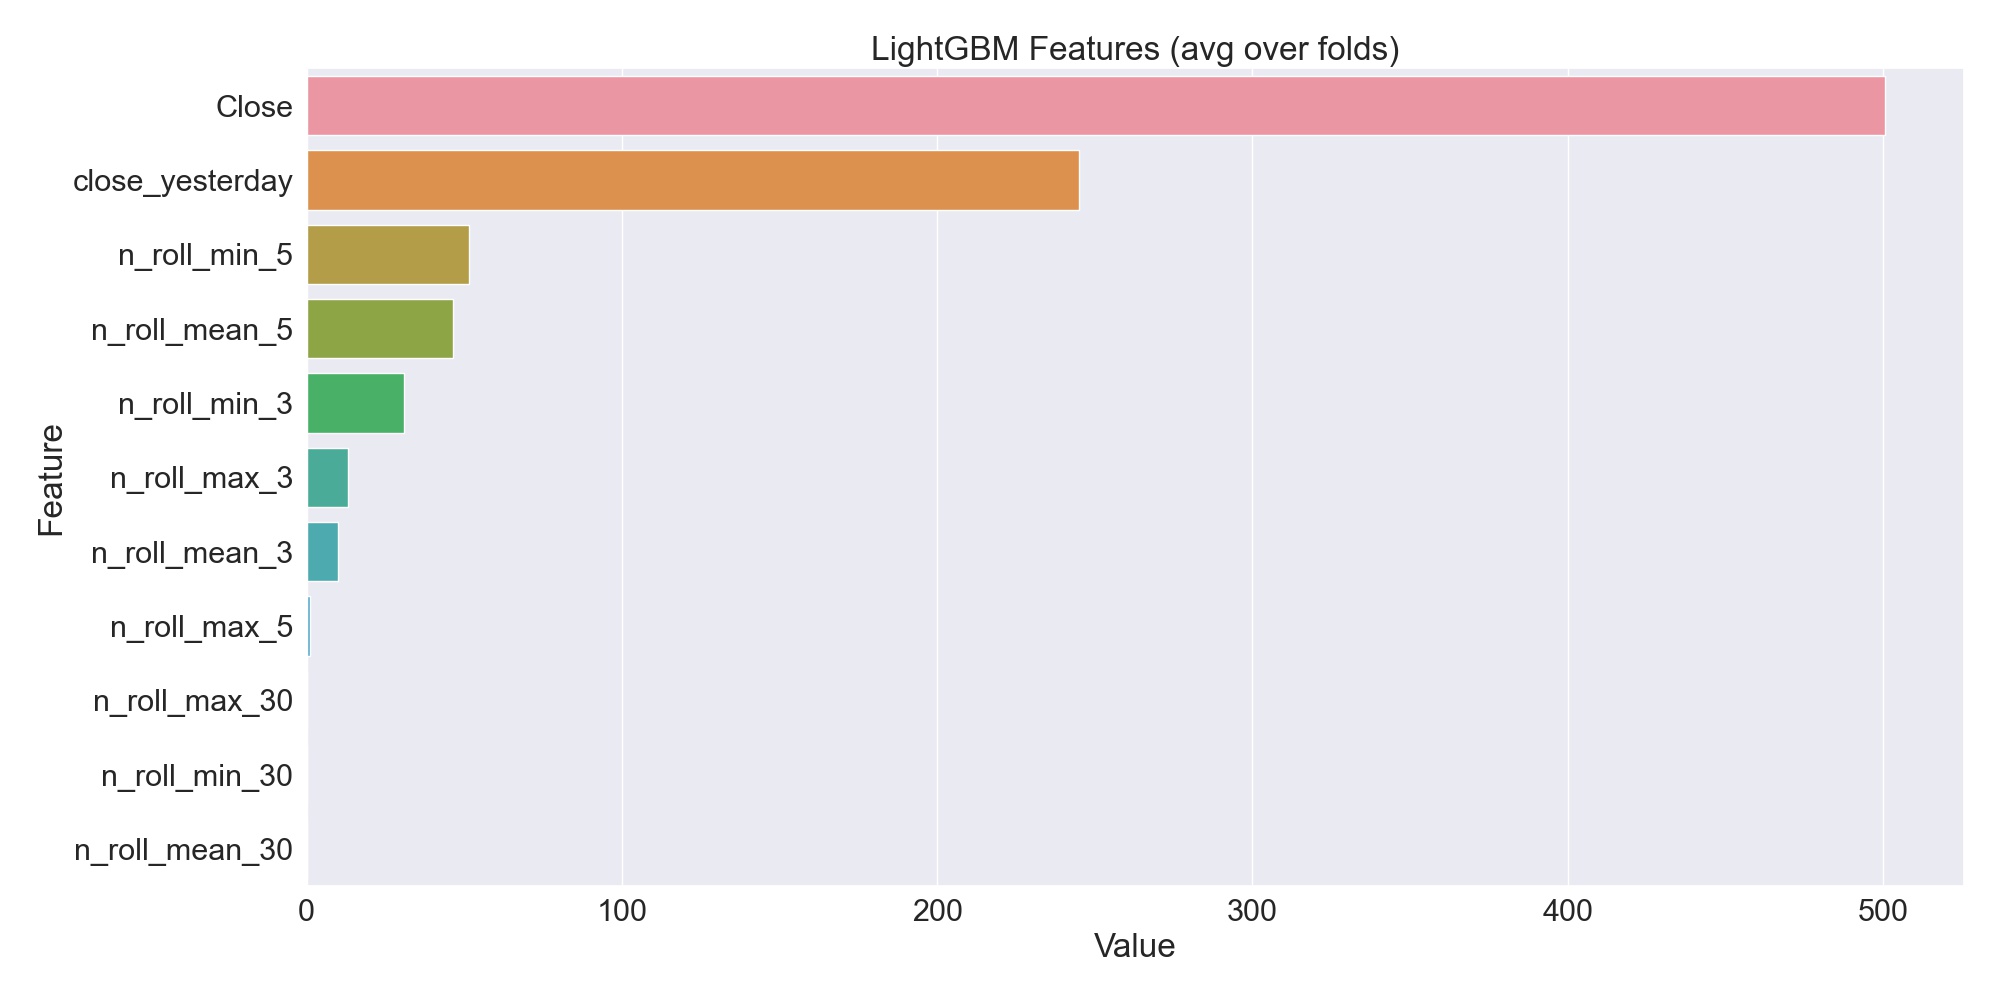 LightGBM Features (avg over folds)
Close
close_yesterday
n_roll_min_5
n_roll_mean_5
n_roll_min_3
n_roll_max_3
n_roll_mean_3
n_roll_max_5
n_roll_max_30
n_roll_min_30
n_roll_mean_30
Feature
0 100 200 300 400 500
Value